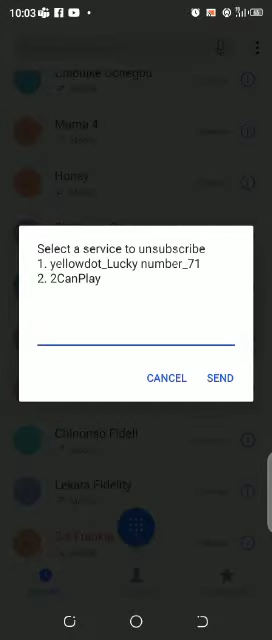 10:03
Chibuike Gonegou
Mama 4
Honey
Select a service to unsubscribe
1. yellowdot_Lucky number_71
2. 2CanPlay
CANCEL
SEND
Chinonso Fideli
Lekara Fidelity